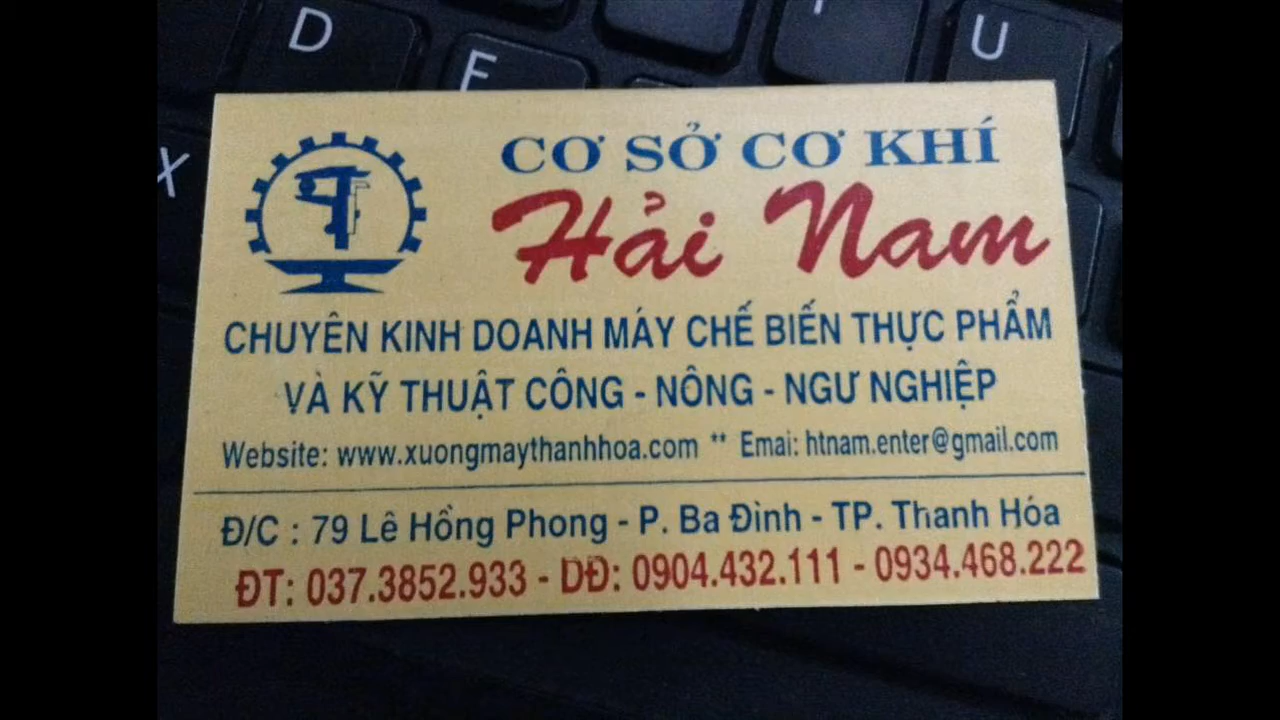 D
F
U
X
CƠ SỞ CƠ KHÍ
Hải Nam
CHUYÊN KINH DOANH MÁY CHẾ BIẾN THỰC PHẨM
VÀ KỸ THUẬT CÔNG - NÔNG - NGƯ NGHIỆP
Website: www.xuongmaythanhhoa.com ** Emai: htnam.enter@gmail.com
Đ/C : 79 Lê Hồng Phong - P. Ba Đình - TP. Thanh Hóa
ĐT: 037.3852.933 - DĐ: 0904.432.111 - 0934.468.222